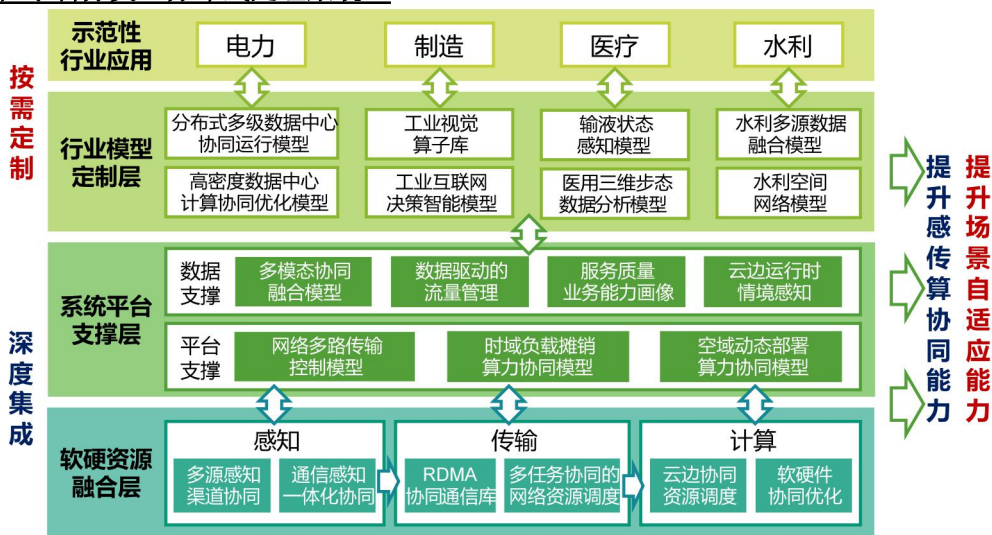 示范性
行业应用
电力
制造
医疗
水利
按需定制
行业模型
定制层
分布式多级数据中心
协同运行模型
工业视觉
算子库
输液状态
感知模型
水利多源数据
融合模型
高密度数据中心
计算协同优化模型
工业互联网
决策智能模型
医用三维步态
数据分析模型
水利空间
网络模型
系统平台
支撑层
数据
支撑
多模态协同
融合模型
数据驱动的
流量管理
服务质量
业务能力画像
云边运行时
情境感知
平台
支撑
网络多路传输
控制模型
时域负载摊销
算力协同模型
空域动态部署
算力协同模型
深度集成
软硬资源
融合层
感知
多源感知
渠道协同
通信感知
一体化协同
传输
RDMA
协同通信库
多任务协同的
网络资源调度
计算
云边协同
资源调度
软硬件
协同优化
提升感传算协同能力
提升场景自适应能力